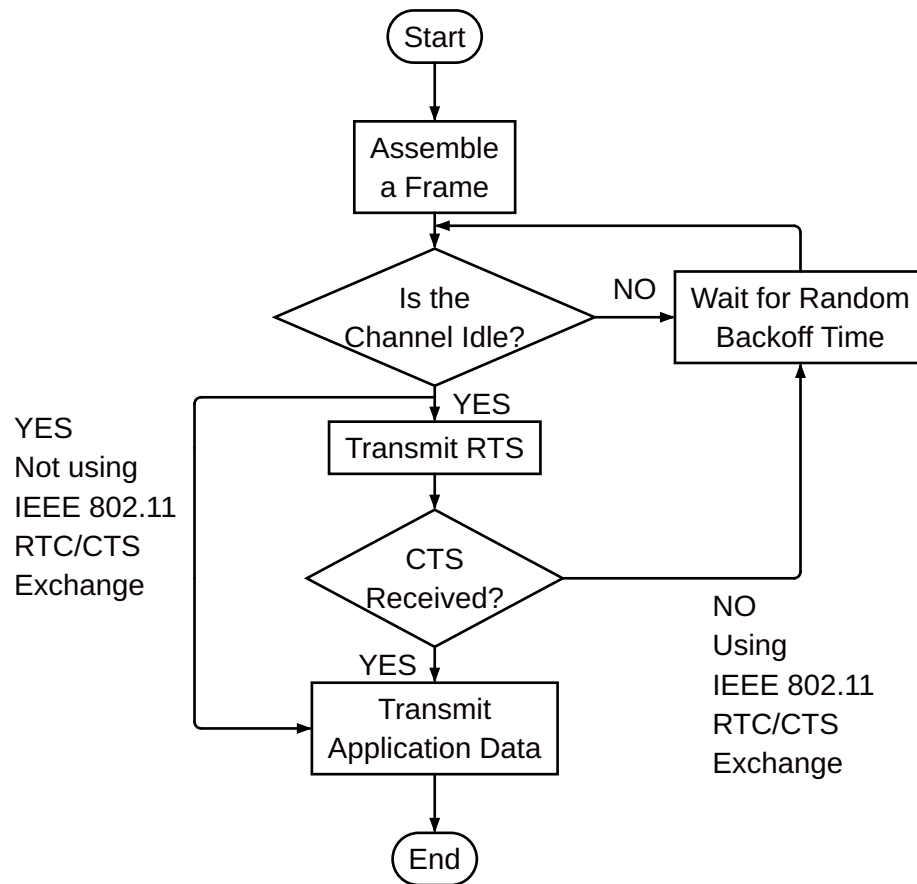 Start
Assemble
a Frame
Is the
Channel Idle?
NO
Wait for Random
Backoff Time
YES
YES
Not using
IEEE 802.11
RTC/CTS
Exchange
Transmit RTS
CTS
Received?
NO
Using
IEEE 802.11
RTC/CTS
Exchange
YES
Transmit
Application Data
End